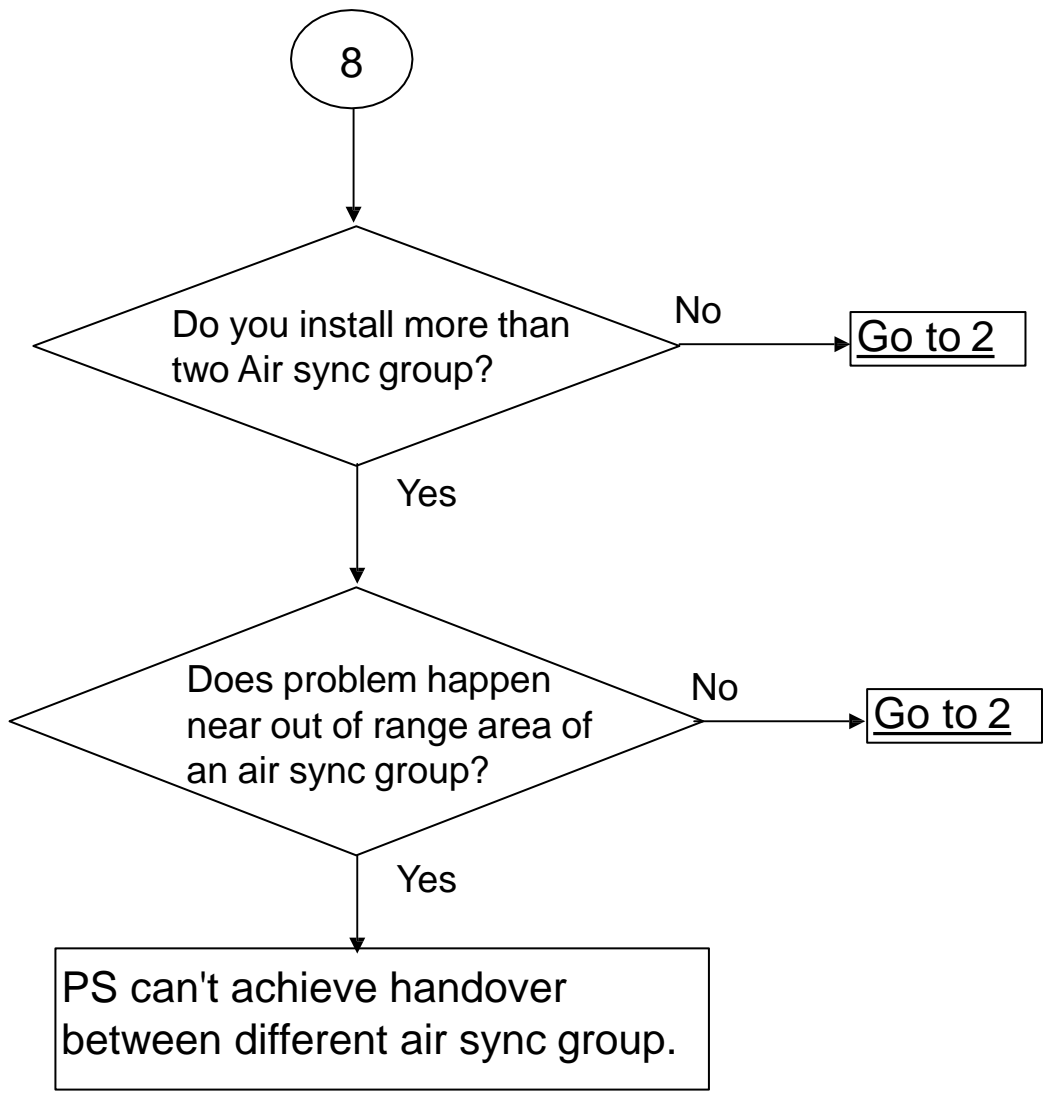 8
Do you install more than
two Air sync group?
No
Go to 2
Yes
Does problem happen
near out of range area of
an air sync group?
No
Go to 2
Yes
PS can't achieve handover
between different air sync group.